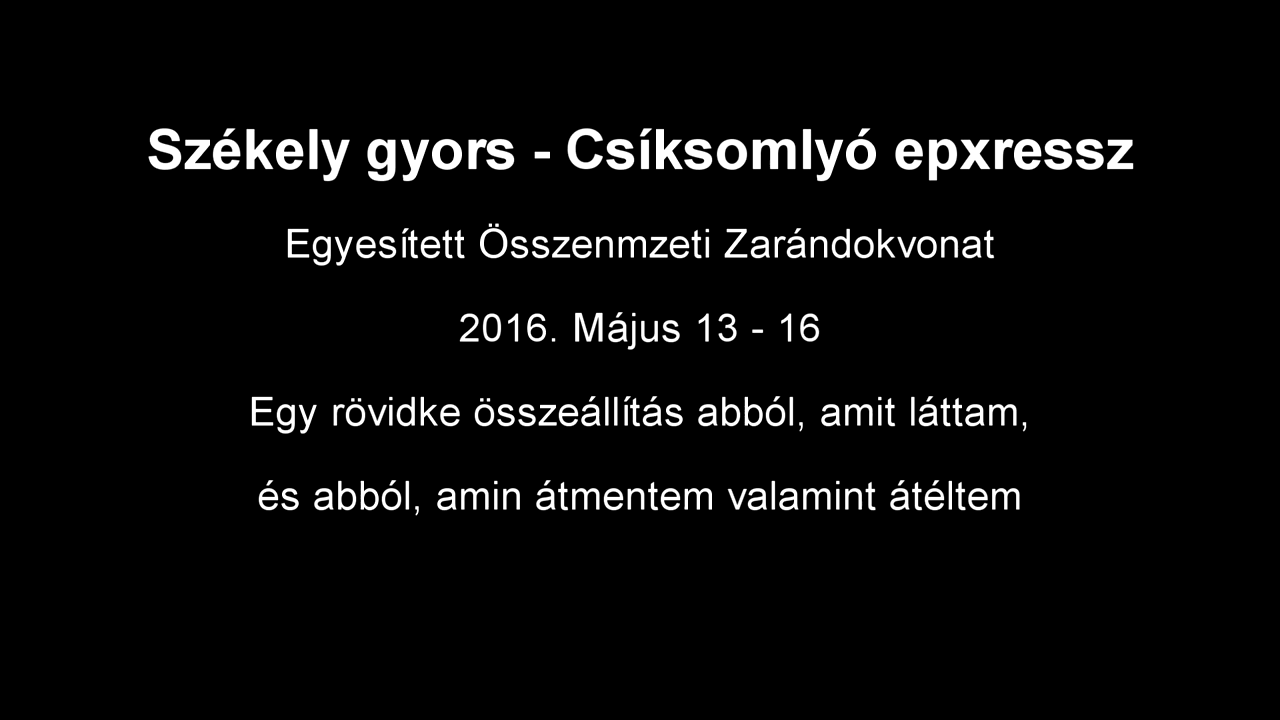 Székely gyors - Csíksomlyó epxressz
Egyesített Összenmzeti Zarándokvonat
2016. Május 13 - 16
Egy rövidke összeállítás abból, amit láttam,
és abból, amin átmentem valamint átéltem